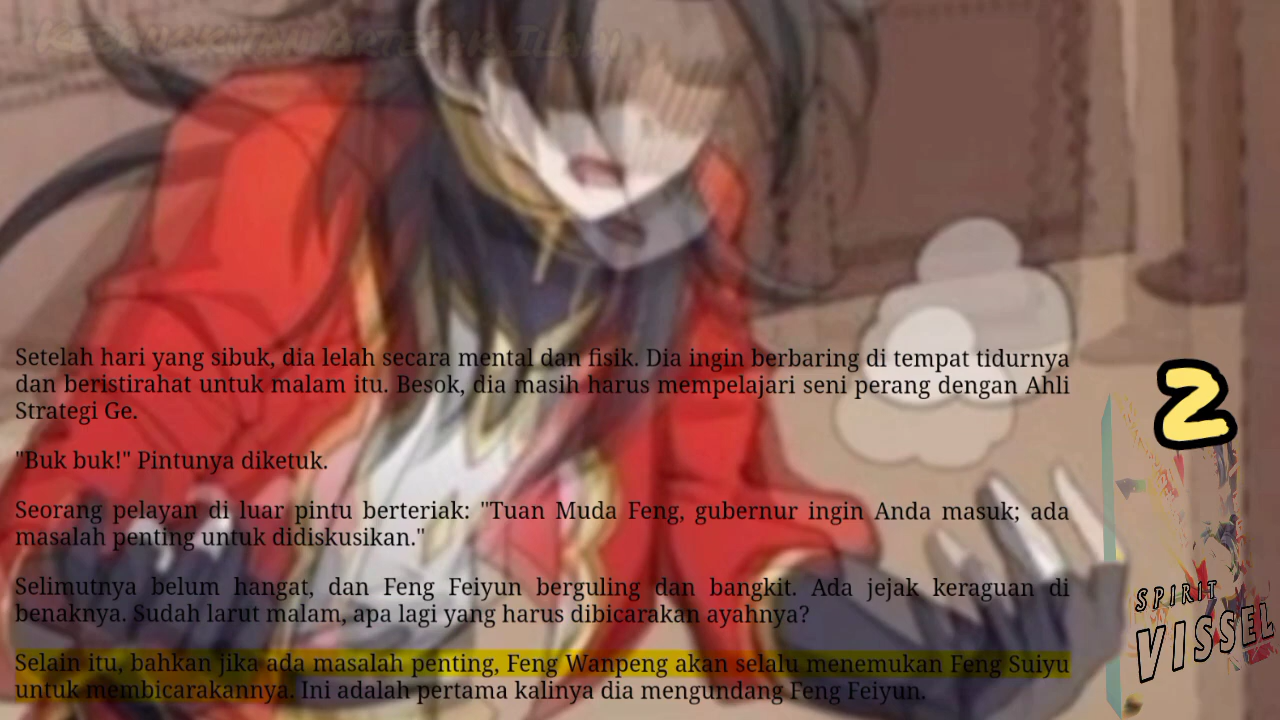 Setelah hari yang sibuk, dia lelah secara mental dan fisik. Dia ingin berbaring di tempat tidurnya
dan beristirahat untuk malam itu. Besok, dia masih harus mempelajari seni perang dengan Ahli
Strategi Ge.
"Buk buk!" Pintunya diketuk.
Seorang pelayan di luar pintu berteriak: "Tuan Muda Feng, gubernur ingin Anda masuk; ada
masalah penting untuk didiskusikan."
Selimutnya belum hangat, dan Feng Feiyun berguling dan bangkit. Ada jejak keraguan di
benaknya. Sudah larut malam, apa lagi yang harus dibicarakan ayahnya?
Selain itu, bahkan jika ada masalah penting, Feng Wanpeng akan selalu menemukan Feng Suiyu
untuk membicarakannya. Ini adalah pertama kalinya dia mengundang Feng Feiyun.
2
SPIRIT
VISSEL